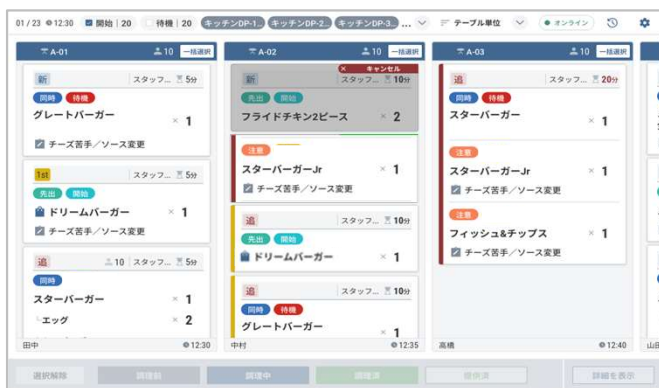 01 / 23 12:30 開始 | 20 待機 | 20 キッチンDP-1... キッチンDP-2... キッチンDP-3... ... テーブル単位 オンライン
A-01 10 一括選択
新 スタッフ... 5分
同時 待機
グレートバーガー × 1
チーズ苦手／ソース変更
1st スタッフ... 5分
先出 開始
ドリームバーガー × 1
チーズ苦手／ソース変更
追 10 スタッフ... 5分
同時
スターバーガー × 1
エッグ × 2
田中 12:30
A-02 10 一括選択
× キャンセル
新 スタッフ... 10分
先出 開始
フライドチキン2ピース × 2
注意
スターバーガーJr × 1
チーズ苦手／ソース変更
追 スタッフ... 10分
先出 開始
ドリームバーガー × 1
追 スタッフ... 10分
同時 待機
グレートバーガー × 1
中村 12:35
A-03 10 一括選択
追 スタッフ... 20分
同時 待機
スターバーガー × 1
注意
スターバーガーJr × 1
チーズ苦手／ソース変更
注意
フィッシュ&チップス × 1
チーズ苦手／ソース変更
高橋 12:40
山田
選択解除 調理前 調理中 調理済 提供済 詳細を表示